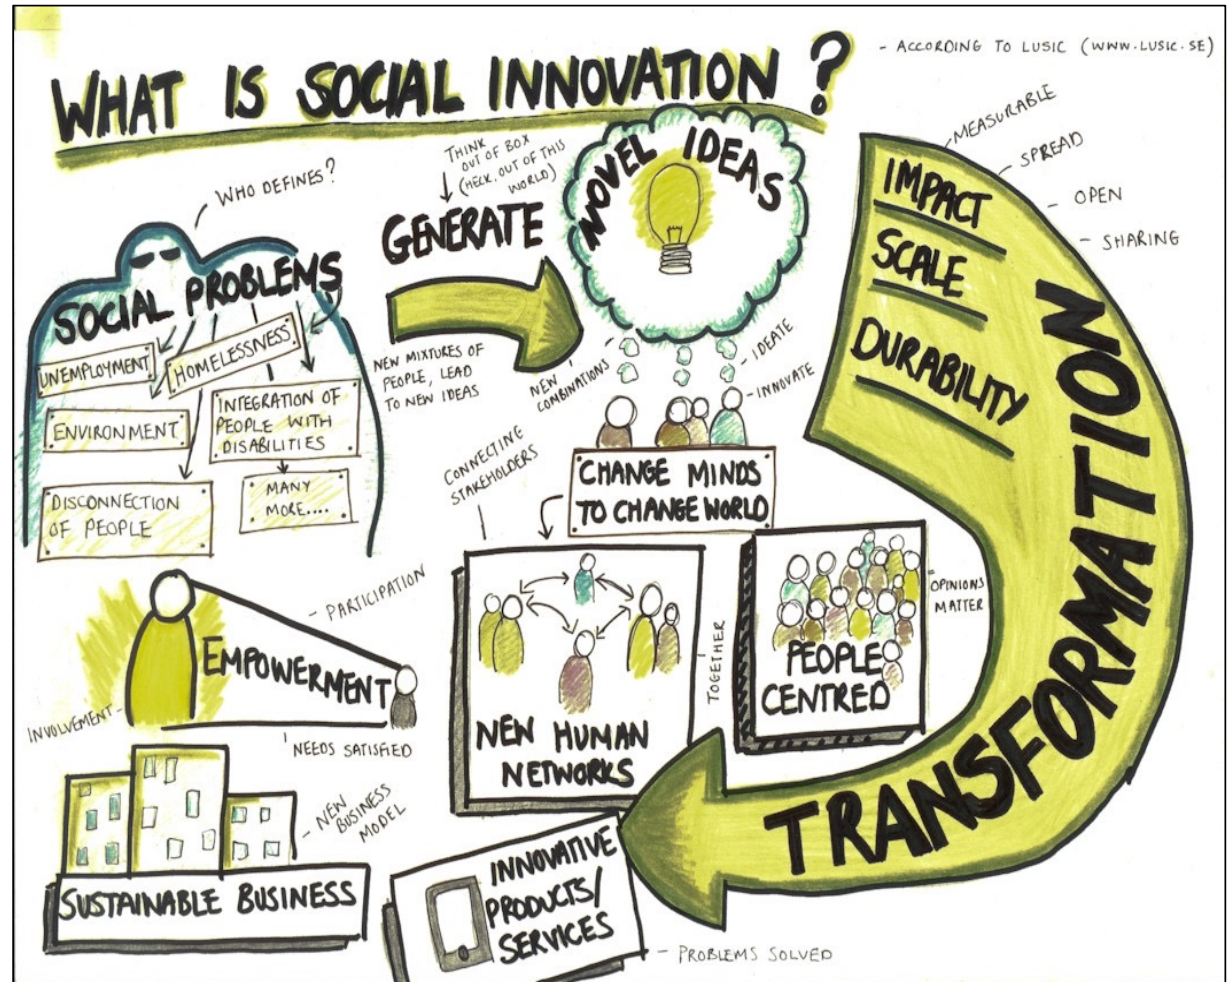 WHAT IS SOCIAL INNOVATION?
- ACCORDING TO LUSIC (WWW.LUSIC.SE)
WHO DEFINES?
SOCIAL PROBLEMS
UNEMPLOYMENT
HOMELESSNESS
ENVIRONMENT
INTEGRATION OF
PEOPLE WITH
DISABILITIES
DISCONNECTION
OF PEOPLE
MANY
MORE....
THINK
OUT OF BOX
(HECK, OUT OF THIS
WORLD)
GENERATE
NEW MIXTURES OF
PEOPLE, LEAD
TO NEW IDEAS
NOVEL IDEAS
NEW
COMBINATIONS
- IDEATE
- INNOVATE
CHANGE MINDS
TO CHANGE WORLD
CONNECTING
STAKEHOLDERS
NEW HUMAN
NETWORKS
TOGETHER
PEOPLE
CENTRED
OPINIONS
MATTER
IMPACT
SCALE
DURABILITY
- MEASURABLE
- SPREAD
- OPEN
- SHARING
TRANSFORMATION
- PARTICIPATION
EMPOWERMENT
INVOLVEMENT -
NEEDS SATISFIED
- NEW
BUSINESS
MODEL
SUSTAINABLE BUSINESS
INNOVATIVE
PRODUCTS/
SERVICES
- PROBLEMS SOLVED